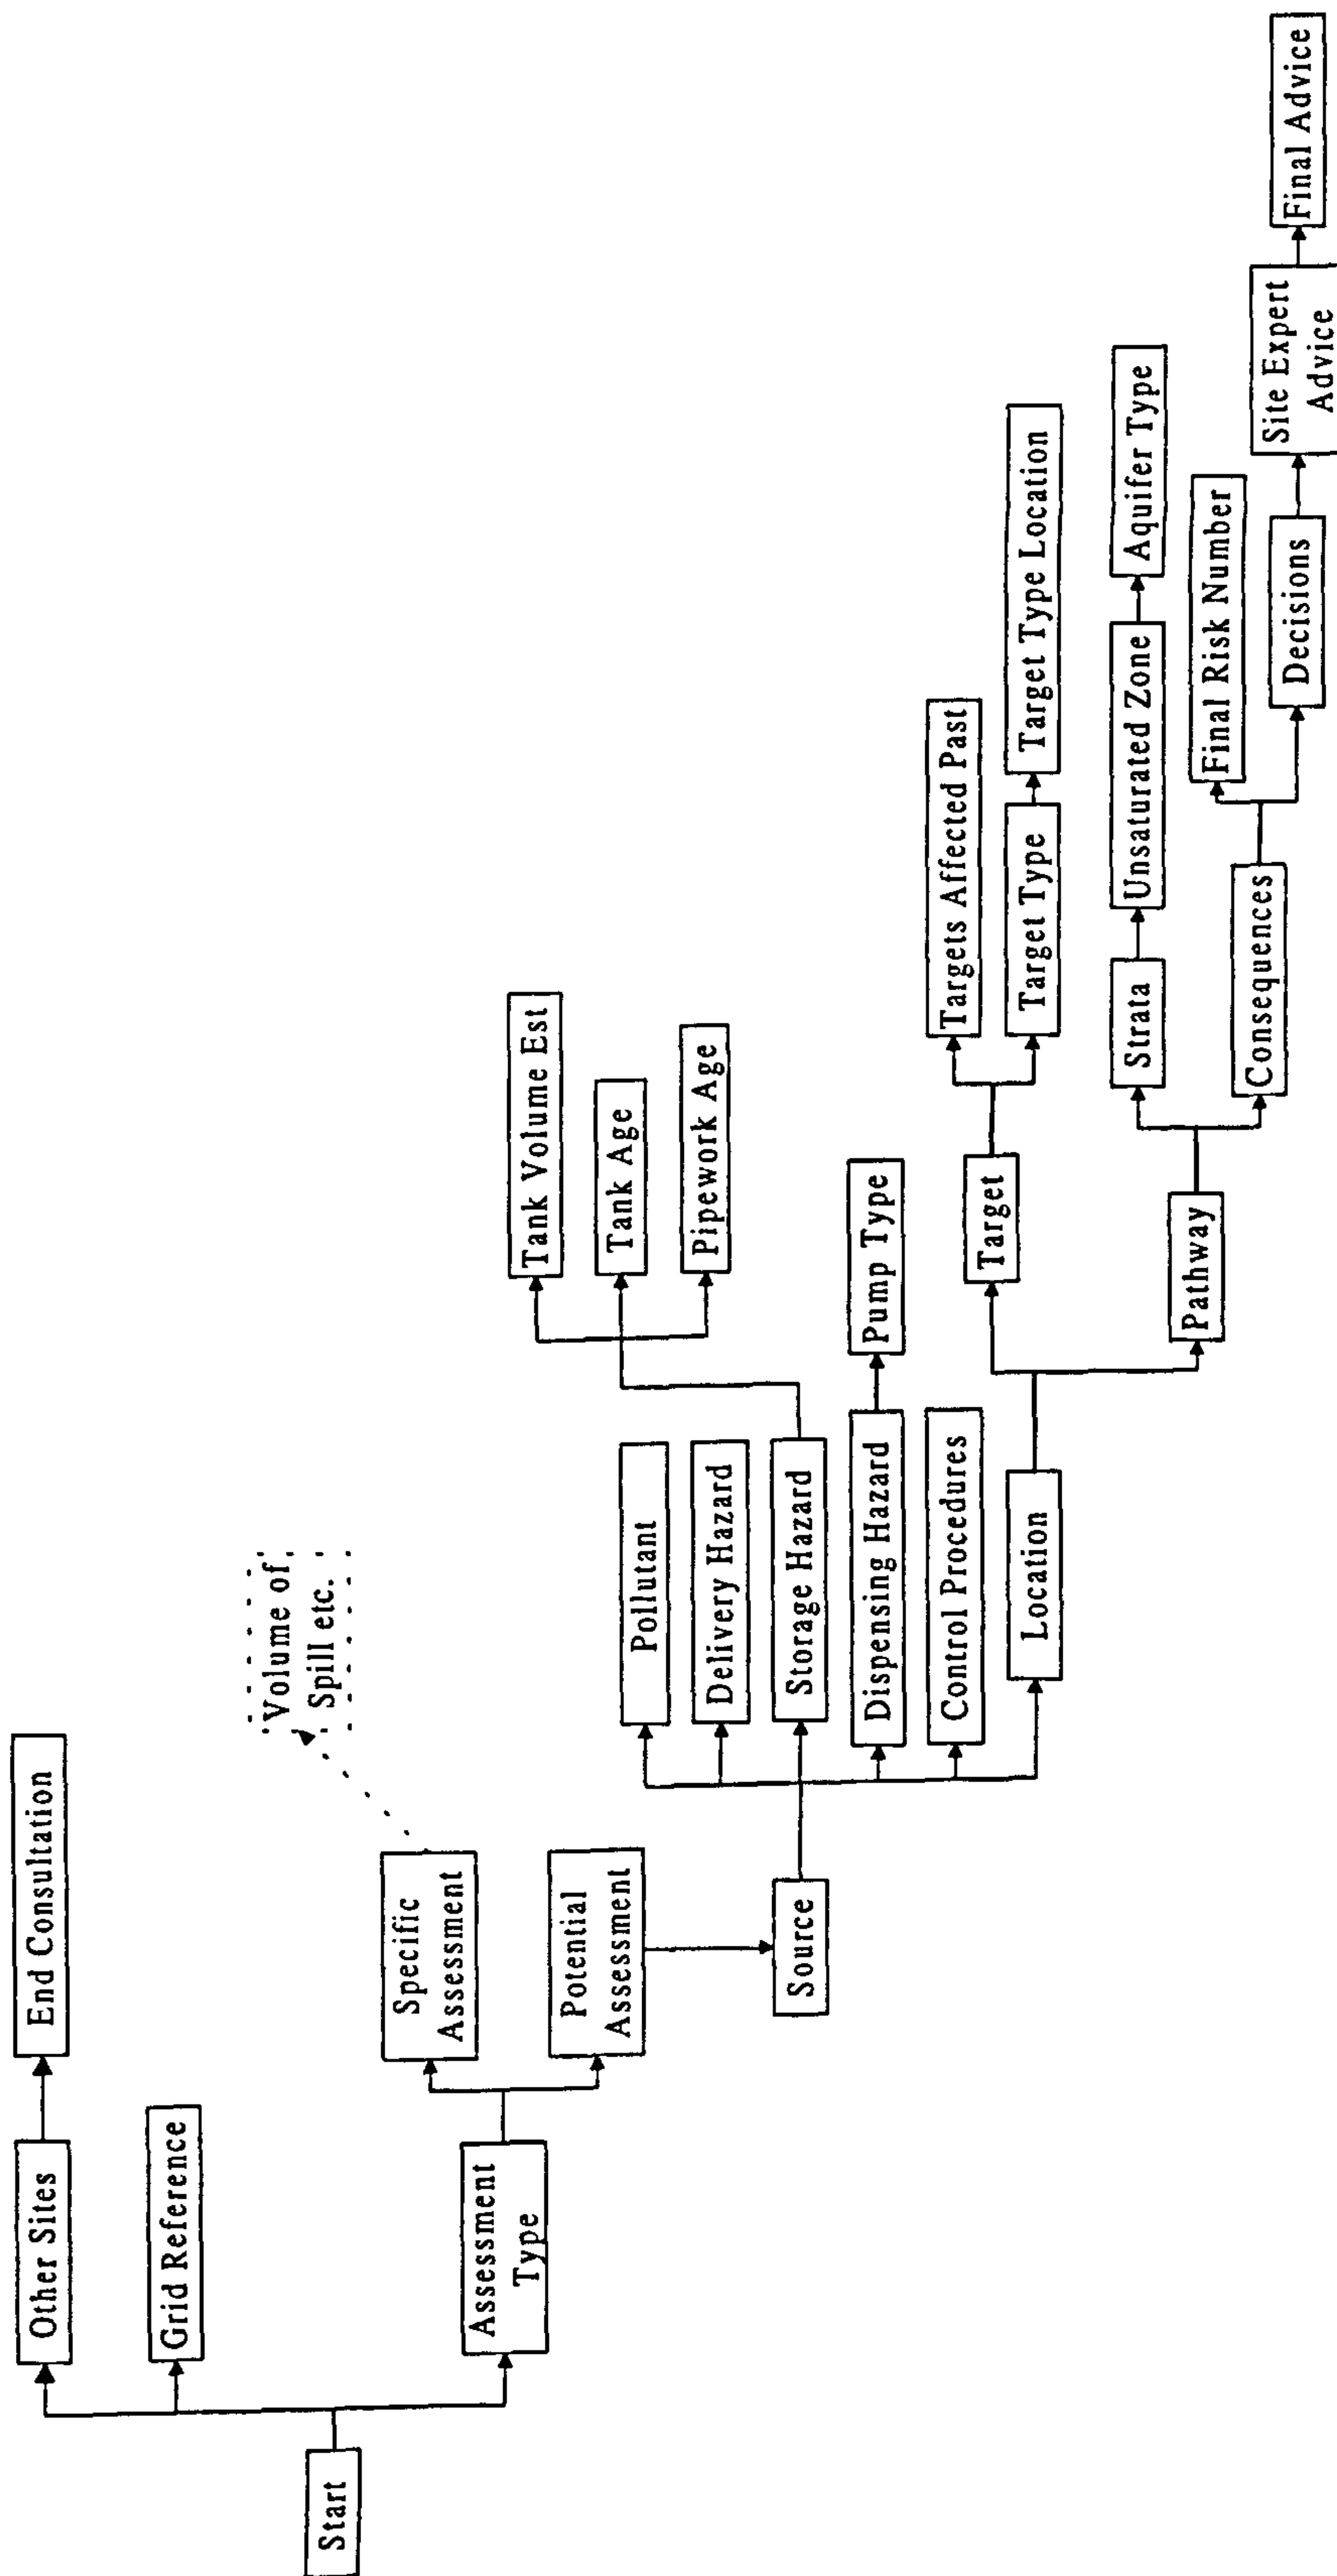 Start
Other Sites
End Consultation
Grid Reference
Assessment
Type
Specific
Assessment
Volume of
Spill etc.
Potential
Assessment
Source
Pollutant
Delivery Hazard
Storage Hazard
Tank Volume Est
Tank Age
Pipework Age
Dispensing Hazard
Pump Type
Control Procedures
Location
Target
Targets Affected Past
Target Type
Target Type Location
Pathway
Strata
Unsaturated Zone
Aquifer Type
Consequences
Final Risk Number
Decisions
Site Expert
Advice
Final Advice